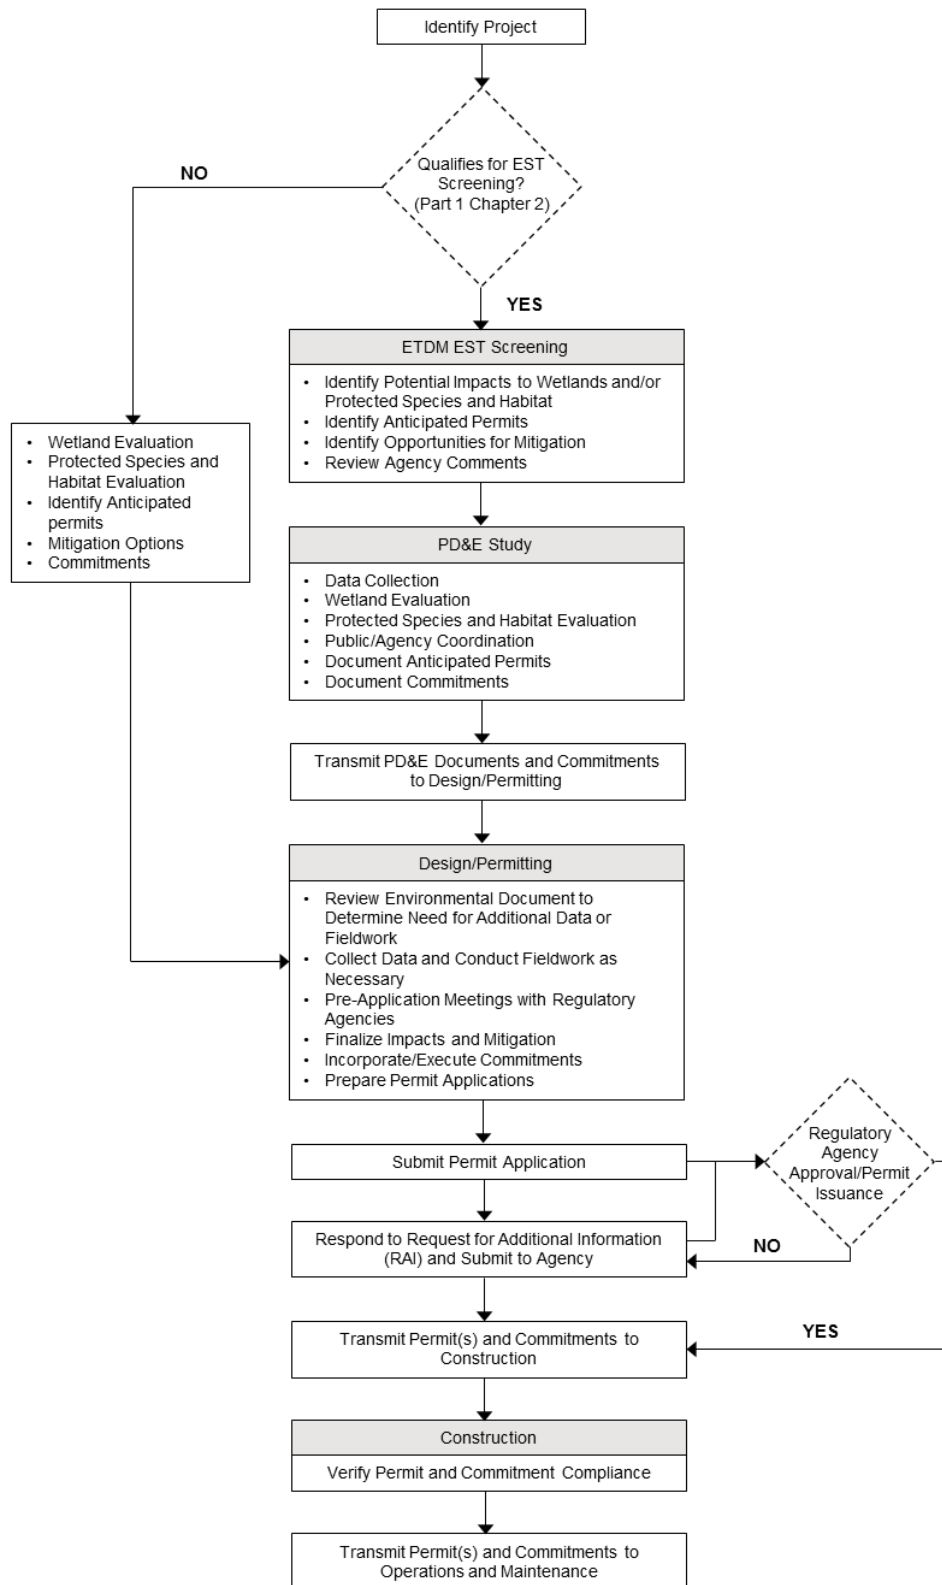 Identify Project
Qualifies for EST
Screening?
(Part 1 Chapter 2)
NO
YES
ETDM EST Screening
• Identify Potential Impacts to Wetlands and/or
Protected Species and Habitat
• Identify Anticipated Permits
• Identify Opportunities for Mitigation
• Review Agency Comments
• Wetland Evaluation
• Protected Species and
Habitat Evaluation
• Identify Anticipated
permits
• Mitigation Options
• Commitments
PD&E Study
• Data Collection
• Wetland Evaluation
• Protected Species and Habitat Evaluation
• Public/Agency Coordination
• Document Anticipated Permits
• Document Commitments
Transmit PD&E Documents and Commitments
to Design/Permitting
Design/Permitting
• Review Environmental Document to
Determine Need for Additional Data or
Fieldwork
• Collect Data and Conduct Fieldwork as
Necessary
• Pre-Application Meetings with Regulatory
Agencies
• Finalize Impacts and Mitigation
• Incorporate/Execute Commitments
• Prepare Permit Applications
Submit Permit Application
Regulatory
Agency
Approval/Permit
Issuance
Respond to Request for Additional Information
(RAI) and Submit to Agency
NO
YES
Transmit Permit(s) and Commitments to
Construction
Construction
Verify Permit and Commitment Compliance
Transmit Permit(s) and Commitments to
Operations and Maintenance